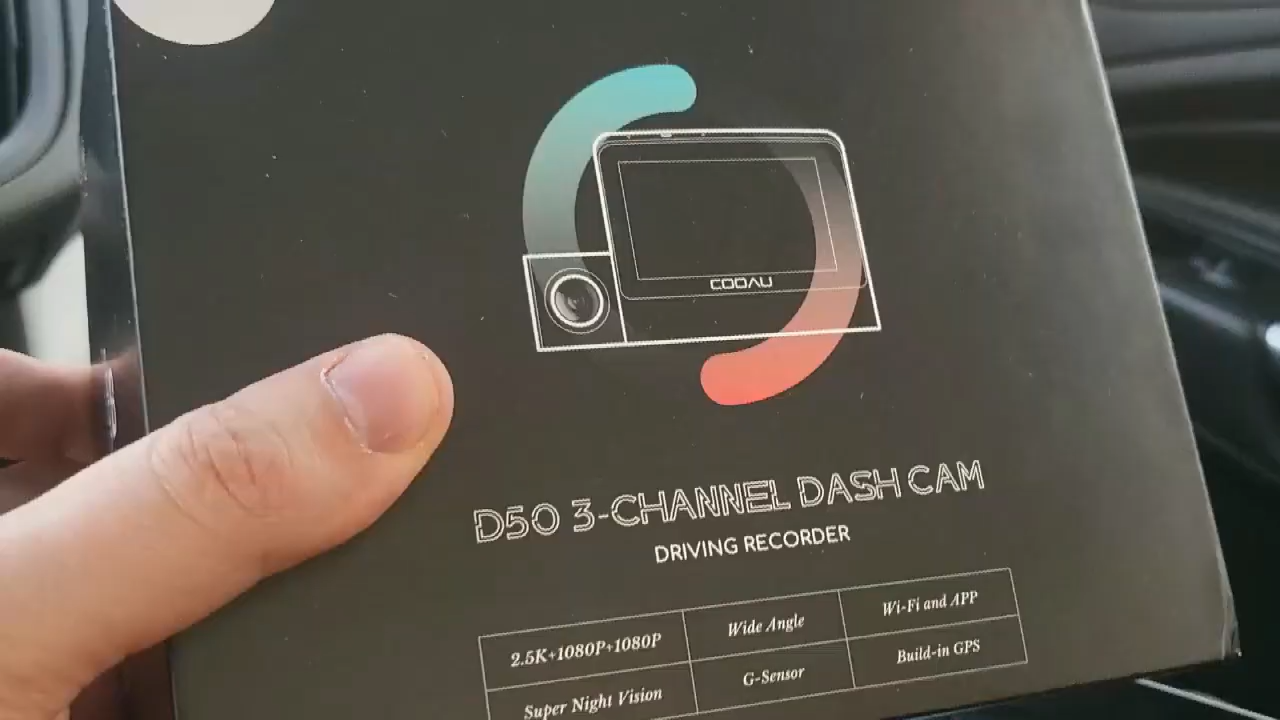 COOAU
D50 3-CHANNEL DASH CAM
DRIVING RECORDER
2.5K+1080P+1080P
Wide Angle
Wi-Fi and APP
Super Night Vision
G-Sensor
Build-in GPS